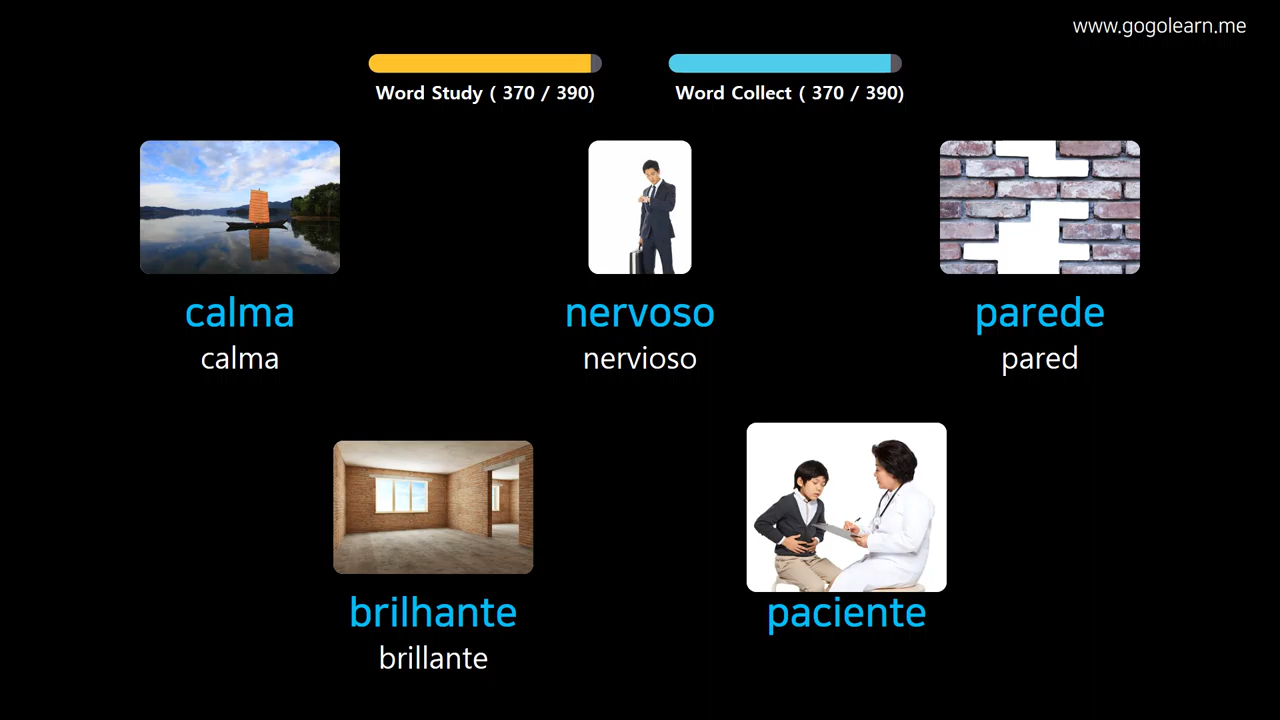 www.gogolearn.me
Word Study ( 370 / 390)
Word Collect ( 370 / 390)
calma
calma
nervoso
nervioso
parede
pared
brilhante
brillante
paciente